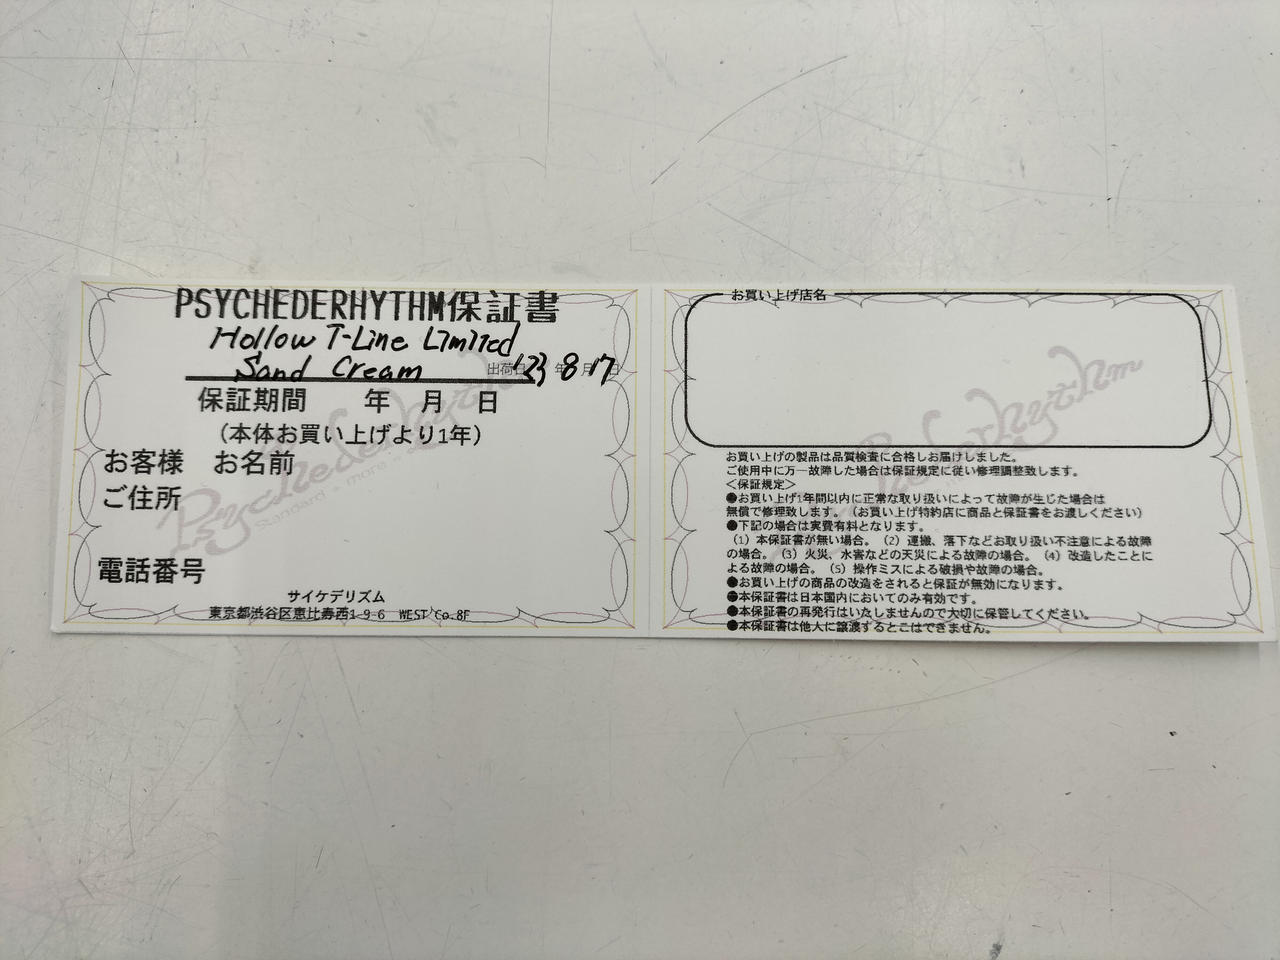 PSYCHEDERHYTHM保証書
Hollow T-Line Limited
Sand Cream
出荷日 '23年 8月 17日
保証期間 年 月 日
(本体お買い上げより1年)
お客様 お名前
ご住所
電話番号
サイケデリズム
東京都渋谷区恵比寿西1-9-6 WEST Co.8F
Psychederhythm
Standard + more
お買い上げ店名
Psychederhythm
お買い上げの製品は品質検査に合格しお届けしました。
ご使用中に万一故障した場合は保証規定に従い修理調整致します。
<保証規定>
●お買い上げ1年間以内に正常な取り扱いによって故障が生じた場合は
無償で修理致します。(お買い上げ特約店に商品と保証書をお渡しください)
●下記の場合は実費有料となります。
(1) 本保証書が無い場合。(2) 運搬、落下などお取り扱い不注意による故障
の場合。(3) 火災、水害などの天災による故障の場合。(4) 改造したことに
よる故障の場合。(5) 操作ミスによる破損や故障の場合。
●お買い上げの商品の改造をされると保証が無効になります。
●本保証書は日本国内においてのみ有効です。
●本保証書の再発行はいたしませんので大切に保管してください。
●本保証書は他人に譲渡するとこはできません。